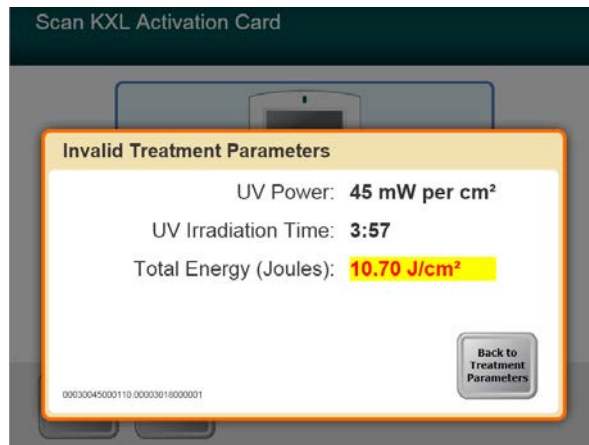 Scan KXL Activation Card
Invalid Treatment Parameters
UV Power: 45 mW per cm²
UV Irradiation Time: 3:57
Total Energy (Joules): 10.70 J/cm²
Back to
Treatment
Parameters
00030045000110.00003018000001